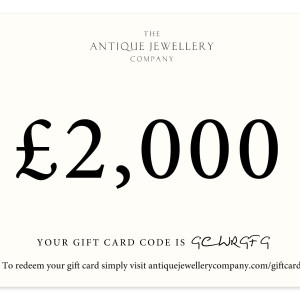 THE
ANTIQUE JEWELLERY
COMPANY
£2,000
YOUR GIFT CARD CODE IS GCWRGFG
To redeem your gift card simply visit antiquejewellerycompany.com/giftcard